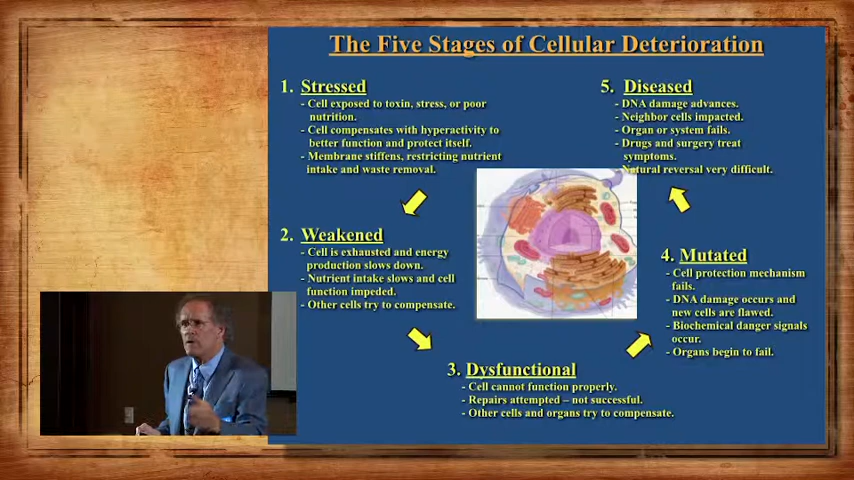 The Five Stages of Cellular Deterioration
1. Stressed
- Cell exposed to toxin, stress, or poor
nutrition.
- Cell compensates with hyperactivity to
better function and protect itself.
- Membrane stiffens, restricting nutrient
intake and waste removal.
2. Weakened
- Cell is exhausted and energy
production slows down.
- Nutrient intake slows and cell
function impeded.
- Other cells try to compensate.
3. Dysfunctional
- Cell cannot function properly.
- Repairs attempted – not successful.
- Other cells and organs try to compensate.
4. Mutated
- Cell protection mechanism
fails.
- DNA damage occurs and
new cells are flawed.
- Biochemical danger signals
occur.
- Organs begin to fail.
5. Diseased
- DNA damage advances.
- Neighbor cells impacted.
- Organ or system fails.
- Drugs and surgery treat
symptoms.
- Natural reversal very difficult.